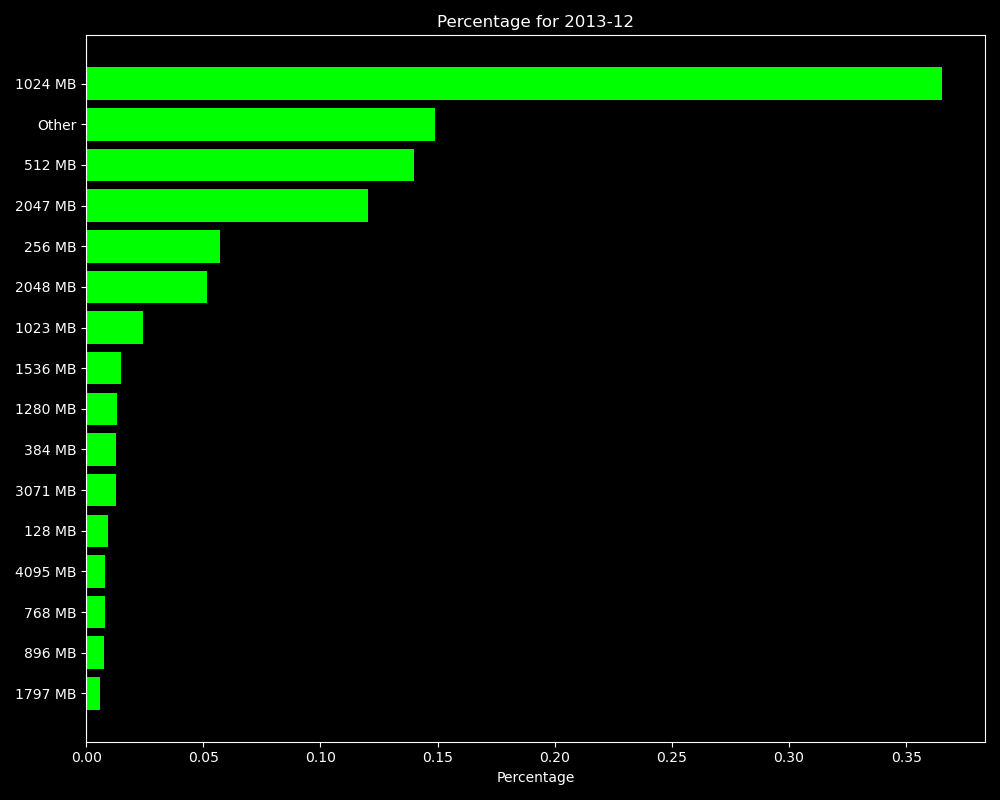 Percentage for 2013-12
1024 MB
Other
512 MB
2047 MB
256 MB
2048 MB
1023 MB
1536 MB
1280 MB
384 MB
3071 MB
128 MB
4095 MB
768 MB
896 MB
1797 MB
0.00 0.05 0.10 0.15 0.20 0.25 0.30 0.35
Percentage